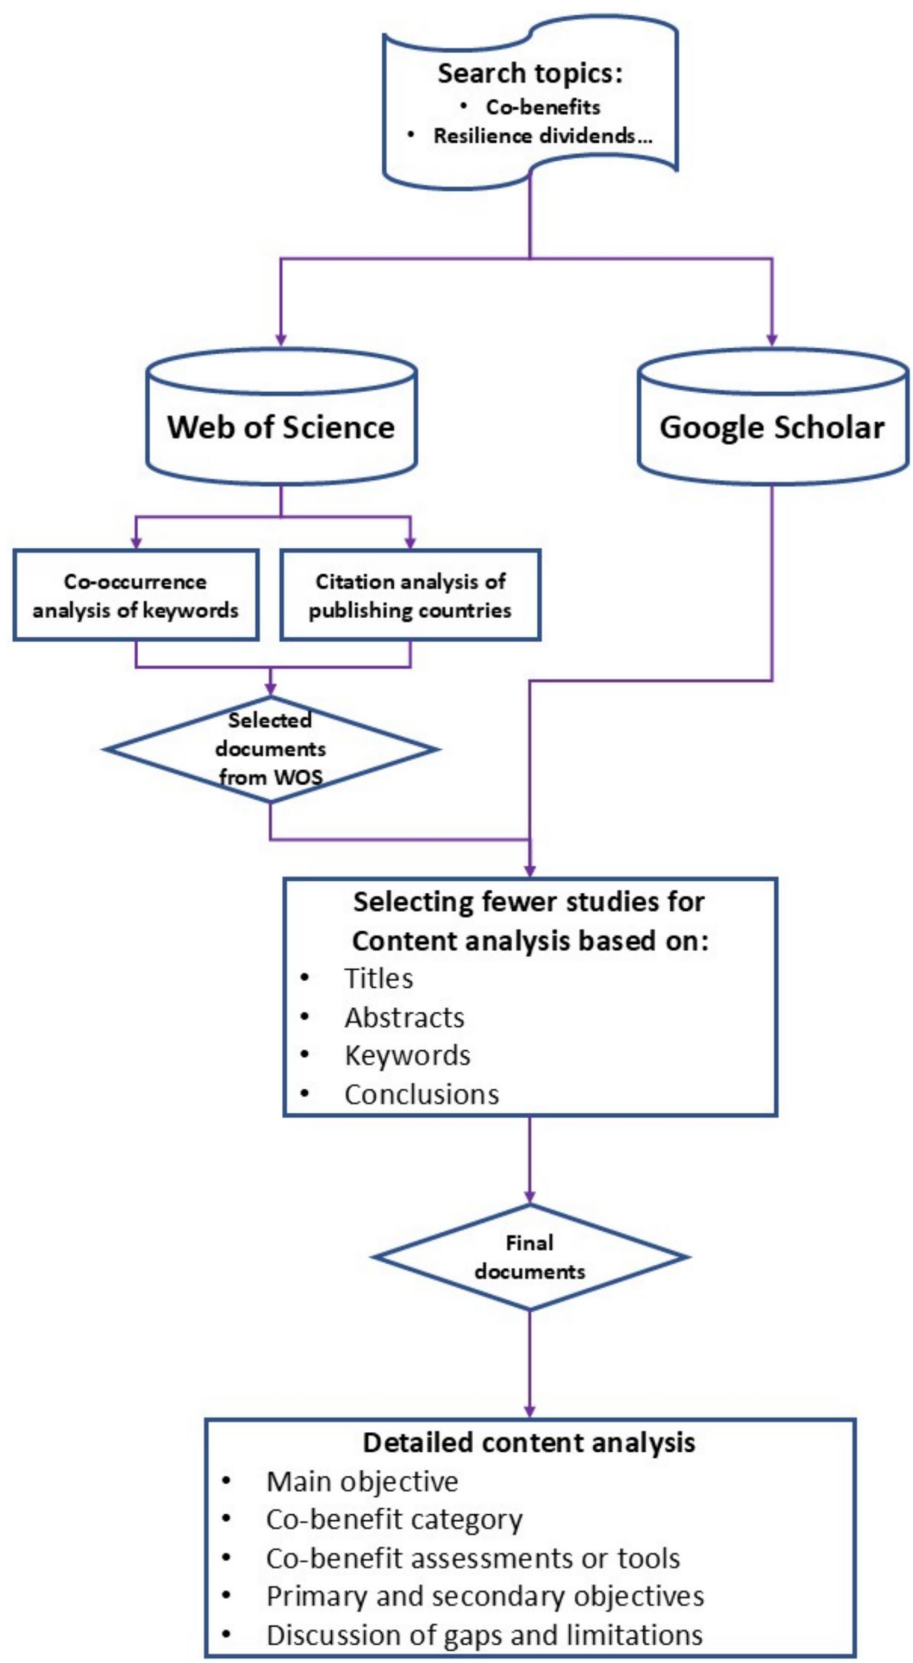 Search topics:
• Co-benefits
• Resilience dividends...
Web of Science
Google Scholar
Co-occurrence
analysis of keywords
Citation analysis of
publishing countries
Selected
documents
from WOS
Selecting fewer studies for
Content analysis based on:
• Titles
• Abstracts
• Keywords
• Conclusions
Final
documents
Detailed content analysis
• Main objective
• Co-benefit category
• Co-benefit assessments or tools
• Primary and secondary objectives
• Discussion of gaps and limitations